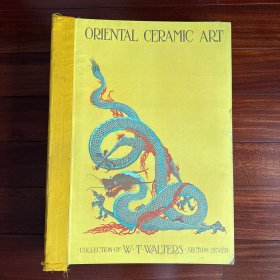 ORIENTAL CERAMIC ART
COLLECTION OF W·T·WALTERS·SECTION·SEVEN